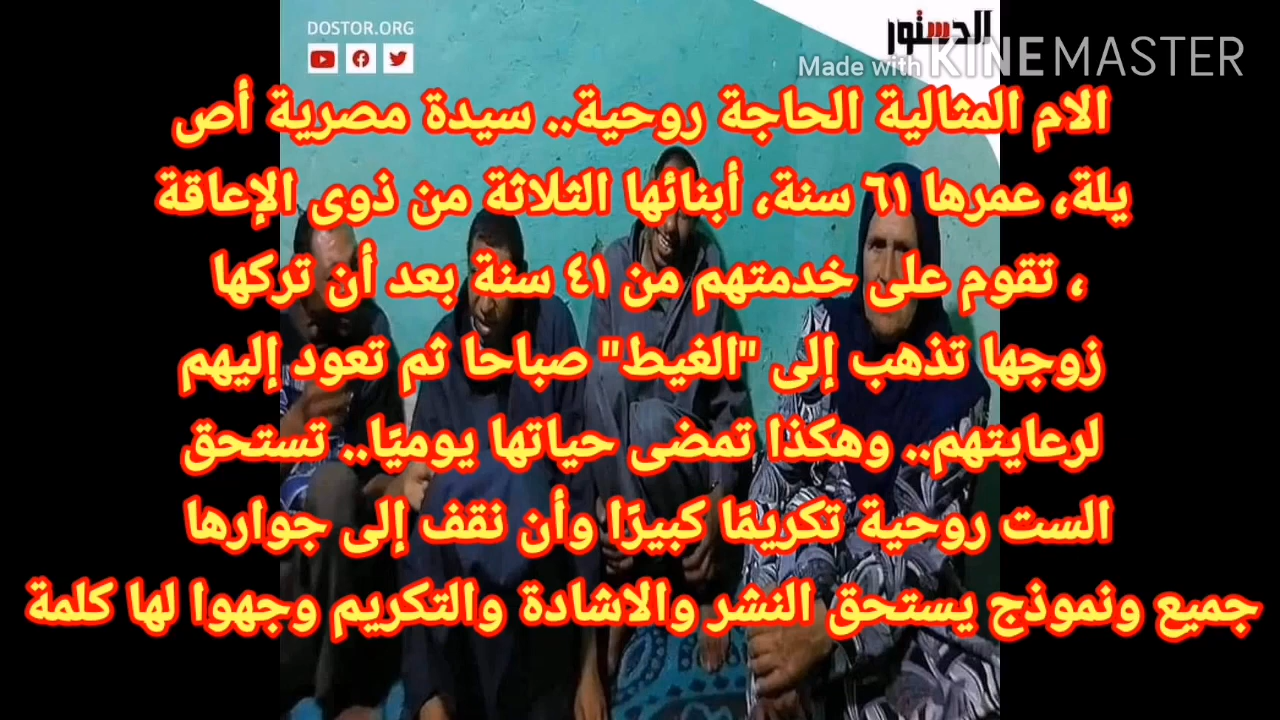 DOSTOR.ORG
الدستور
Made with KINEMASTER
الام المثالية الحاجة روحية.. سيدة مصرية أص
يلة، عمرها ٦١ سنة، أبنائها الثلاثة من ذوى الإعاقة
، تقوم على خدمتهم من ٤١ سنة بعد أن تركها
زوجها تذهب إلى "الغيط" صباحا ثم تعود إليهم
لرعايتهم.. وهكذا تمضى حياتها يوميًا.. تستحق
الست روحية تكريمًا كبيرًا وأن نقف إلى جوارها
جميع ونموذج يستحق النشر والاشادة والتكريم وجهوا لها كلمة